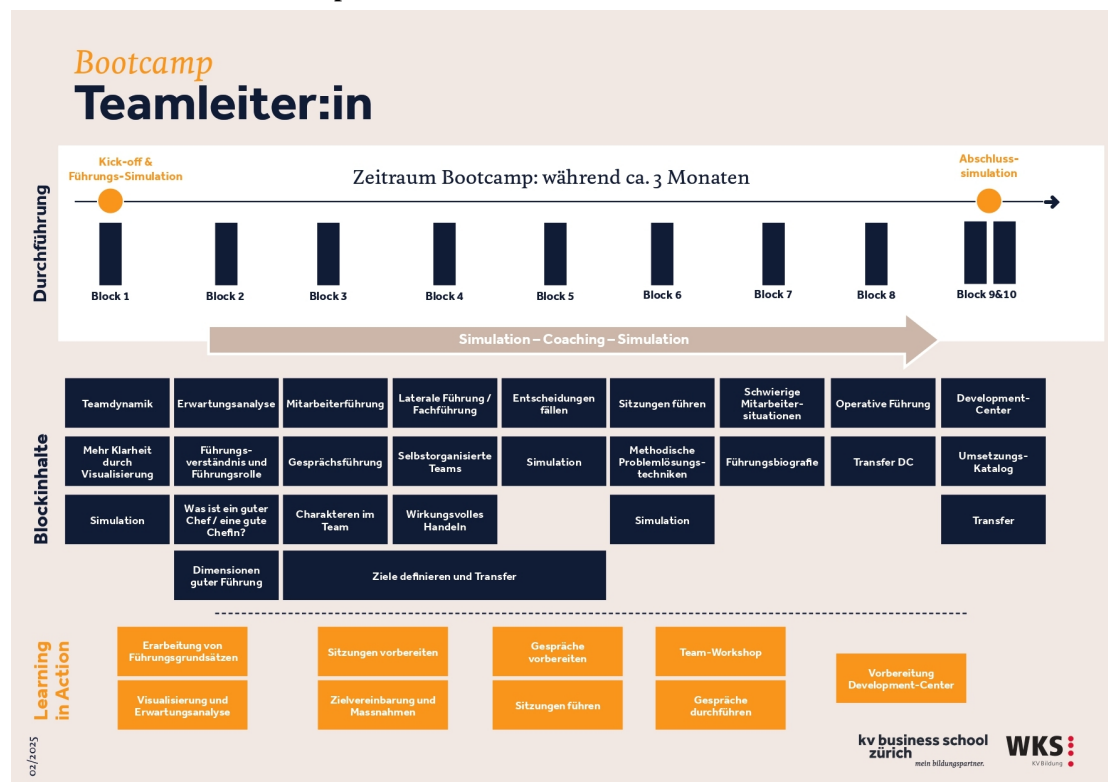 Bootcamp
Teamleiter:in
Durchführung
Kick-off &
Führungs-Simulation
Zeitraum Bootcamp: während ca. 3 Monaten
Abschluss-
simulation
Block 1
Block 2
Block 3
Block 4
Block 5
Block 6
Block 7
Block 8
Block 9&10
Simulation – Coaching – Simulation
Blockinhalte
Teamdynamik
Erwartungsanalyse
Mitarbeiterführung
Laterale Führung /
Fachführung
Entscheidungen
fällen
Sitzungen führen
Schwierige
Mitarbeiter-
situationen
Operative Führung
Development-
Center
Mehr Klarheit
durch
Visualisierung
Führungs-
verständnis und
Führungsrolle
Gesprächsführung
Selbstorganisierte
Teams
Simulation
Methodische
Problemlösungs-
techniken
Führungsbiografie
Transfer DC
Umsetzungs-
Katalog
Simulation
Was ist ein guter
Chef / eine gute
Chefin?
Charakteren im
Team
Wirkungsvolles
Handeln
Simulation
Transfer
Dimensionen
guter Führung
Ziele definieren und Transfer
Learning
in Action
Erarbeitung von
Führungsgrundsätzen
Sitzungen vorbereiten
Gespräche
vorbereiten
Team-Workshop
Vorbereitung
Development-Center
Visualisierung und
Erwartungsanalyse
Zielvereinbarung und
Massnahmen
Sitzungen führen
Gespräche
durchführen
02/2025
kv business school
zürich
mein bildungspartner.
WKS
KV Bildung